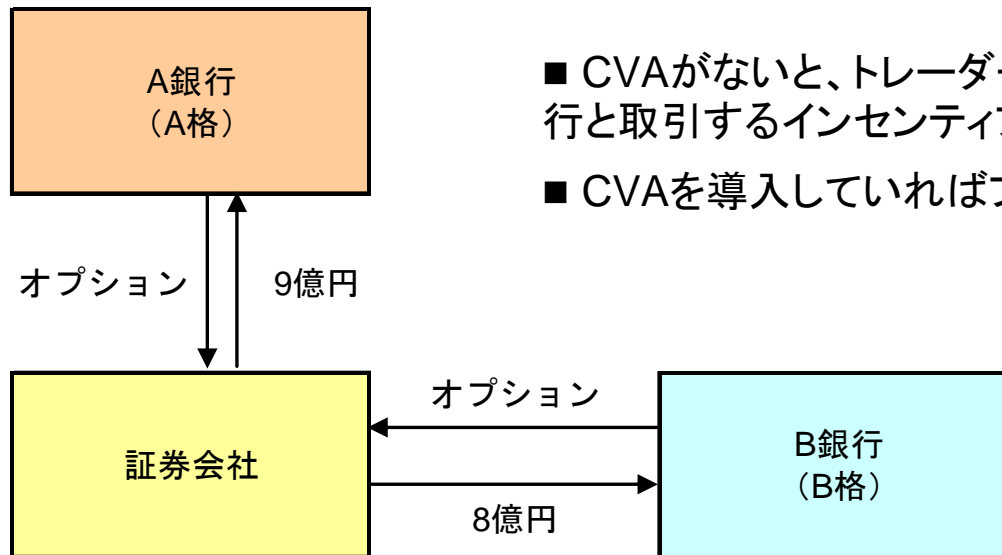 A銀行
（A格）
■ CVAがないと、トレーダ
行と取引するインセンティ
■ CVAを導入していれば
オプション
9億円
オプション
証券会社
B銀行
（B格）
8億円